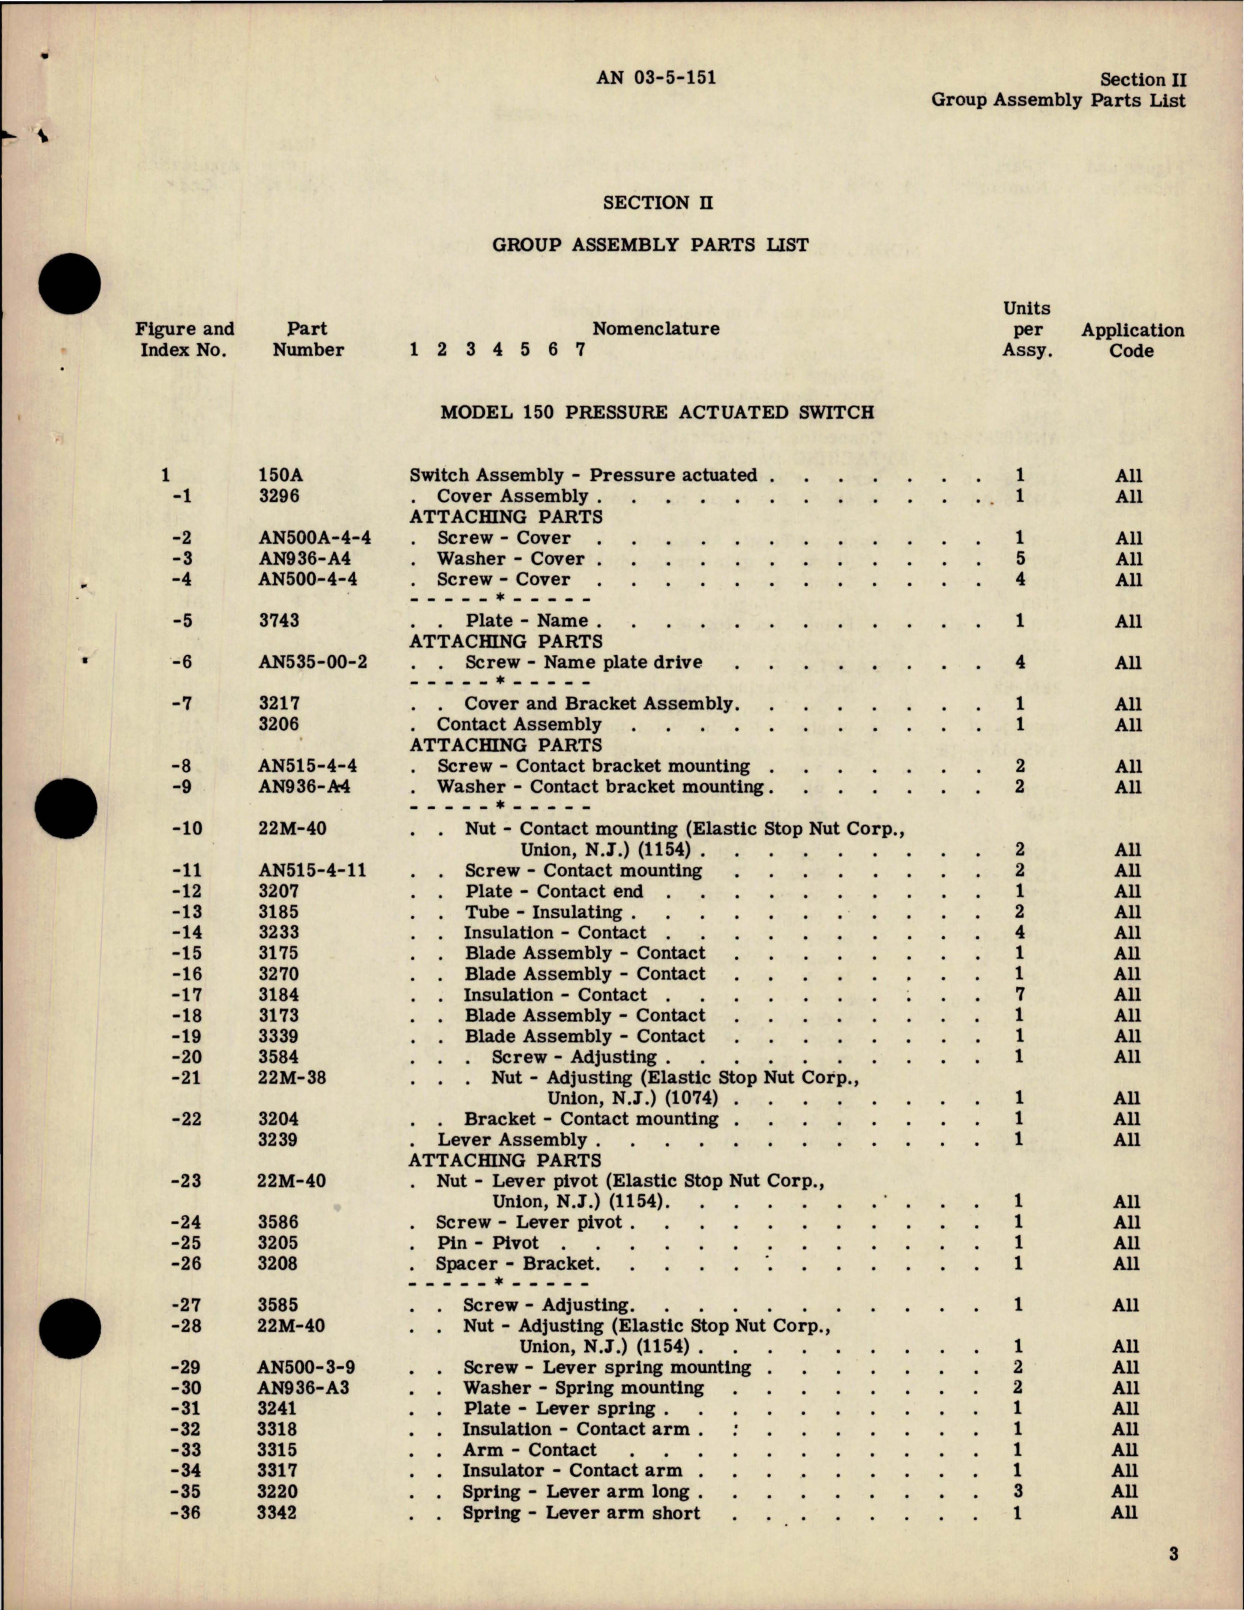 AN 03-5-151
Section II
Group Assembly Parts List
SECTION II
GROUP ASSEMBLY PARTS LIST
Figure and Index No. Part Number Nomenclature 1 2 3 4 5 6 7 Units per Assy. Application Code
MODEL 150 PRESSURE ACTUATED SWITCH
1 150A Switch Assembly - Pressure actuated . . . . . . . 1 All
-1 3296 . Cover Assembly . . . . . . . . . . . . 1 All
ATTACHING PARTS
-2 AN500A-4-4 . Screw - Cover . . . . . . . . . . . . 1 All
-3 AN936-A4 . Washer - Cover . . . . . . . . . . . . 5 All
-4 AN500-4-4 . Screw - Cover . . . . . . . . . . . . 4 All
- - - - - * - - - - -
-5 3743 . . Plate - Name . . . . . . . . . . . . 1 All
ATTACHING PARTS
-6 AN535-00-2 . . Screw - Name plate drive . . . . . . . . 4 All
- - - - - * - - - - -
-7 3217 . . Cover and Bracket Assembly. . . . . . . . 1 All
3206 . Contact Assembly . . . . . . . . . . . 1 All
ATTACHING PARTS
-8 AN515-4-4 . Screw - Contact bracket mounting . . . . . . . 2 All
-9 AN936-A4 . Washer - Contact bracket mounting. . . . . . . 2 All
- - - - - * - - - - -
-10 22M-40 . . Nut - Contact mounting (Elastic Stop Nut Corp.,
Union, N.J.) (1154) . . . . . . . . . 2 All
-11 AN515-4-11 . . Screw - Contact mounting . . . . . . . . 2 All
-12 3207 . . Plate - Contact end . . . . . . . . . . 1 All
-13 3185 . . Tube - Insulating . . . . . . . . . . . 2 All
-14 3233 . . Insulation - Contact . . . . . . . . . . 4 All
-15 3175 . . Blade Assembly - Contact . . . . . . . . 1 All
-16 3270 . . Blade Assembly - Contact . . . . . . . . 1 All
-17 3184 . . Insulation - Contact . . . . . . . . . . 7 All
-18 3173 . . Blade Assembly - Contact . . . . . . . . 1 All
-19 3339 . . Blade Assembly - Contact . . . . . . . . 1 All
-20 3584 . . . Screw - Adjusting . . . . . . . . . . 1 All
-21 22M-38 . . . Nut - Adjusting (Elastic Stop Nut Corp.,
Union, N.J.) (1074) . . . . . . . . 1 All
-22 3204 . . Bracket - Contact mounting . . . . . . . . 1 All
3239 . Lever Assembly . . . . . . . . . . . . 1 All
ATTACHING PARTS
-23 22M-40 . Nut - Lever pivot (Elastic Stop Nut Corp.,
Union, N.J.) (1154). . . . . . . . . . 1 All
-24 3586 . Screw - Lever pivot . . . . . . . . . . . 1 All
-25 3205 . Pin - Pivot . . . . . . . . . . . . . 1 All
-26 3208 . Spacer - Bracket. . . . . . . . . . . . 1 All
- - - - - * - - - - -
-27 3585 . . Screw - Adjusting. . . . . . . . . . . 1 All
-28 22M-40 . . Nut - Adjusting (Elastic Stop Nut Corp.,
Union, N.J.) (1154) . . . . . . . . . 1 All
-29 AN500-3-9 . . Screw - Lever spring mounting . . . . . . . 2 All
-30 AN936-A3 . . Washer - Spring mounting . . . . . . . . 2 All
-31 3241 . . Plate - Lever spring . . . . . . . . . . 1 All
-32 3318 . . Insulation - Contact arm . . . . . . . . . 1 All
-33 3315 . . Arm - Contact . . . . . . . . . . . 1 All
-34 3317 . . Insulator - Contact arm . . . . . . . . . 1 All
-35 3220 . . Spring - Lever arm long . . . . . . . . . 3 All
-36 3342 . . Spring - Lever arm short . . . . . . . . 1 All
3